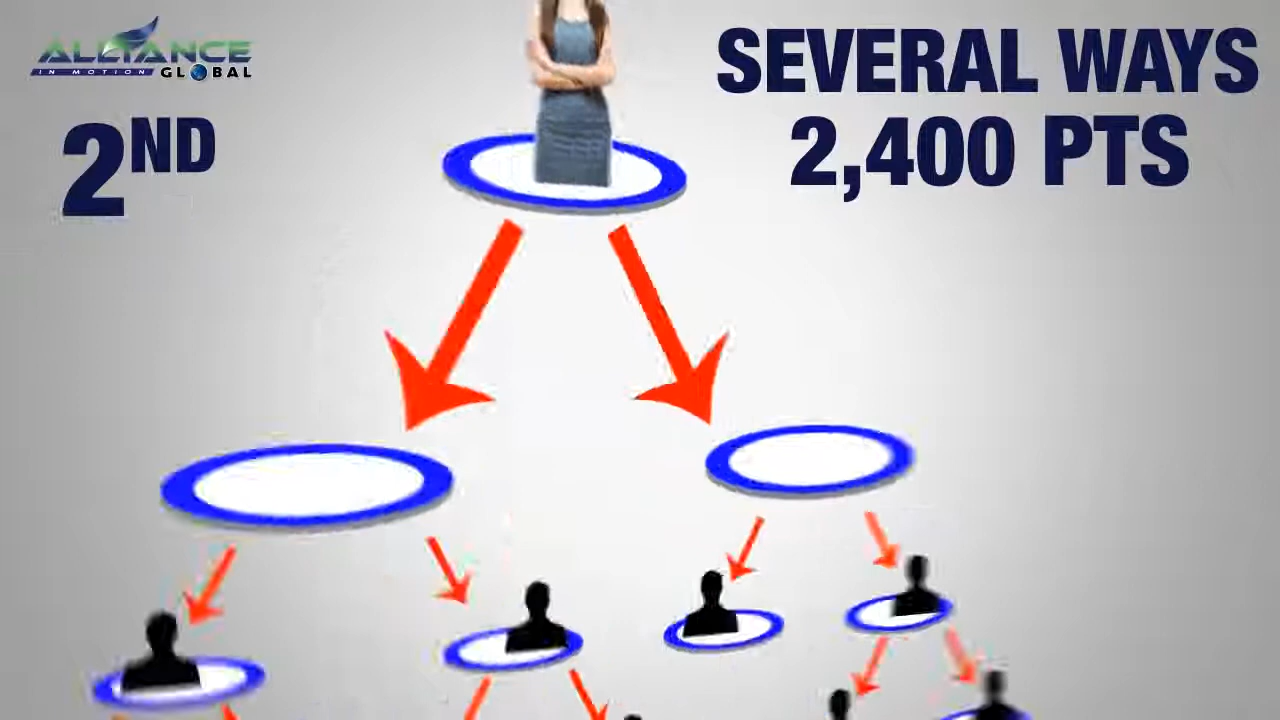 ALLIANCE
IN MOTION GLOBAL
2ND
SEVERAL WAYS
2,400 PTS